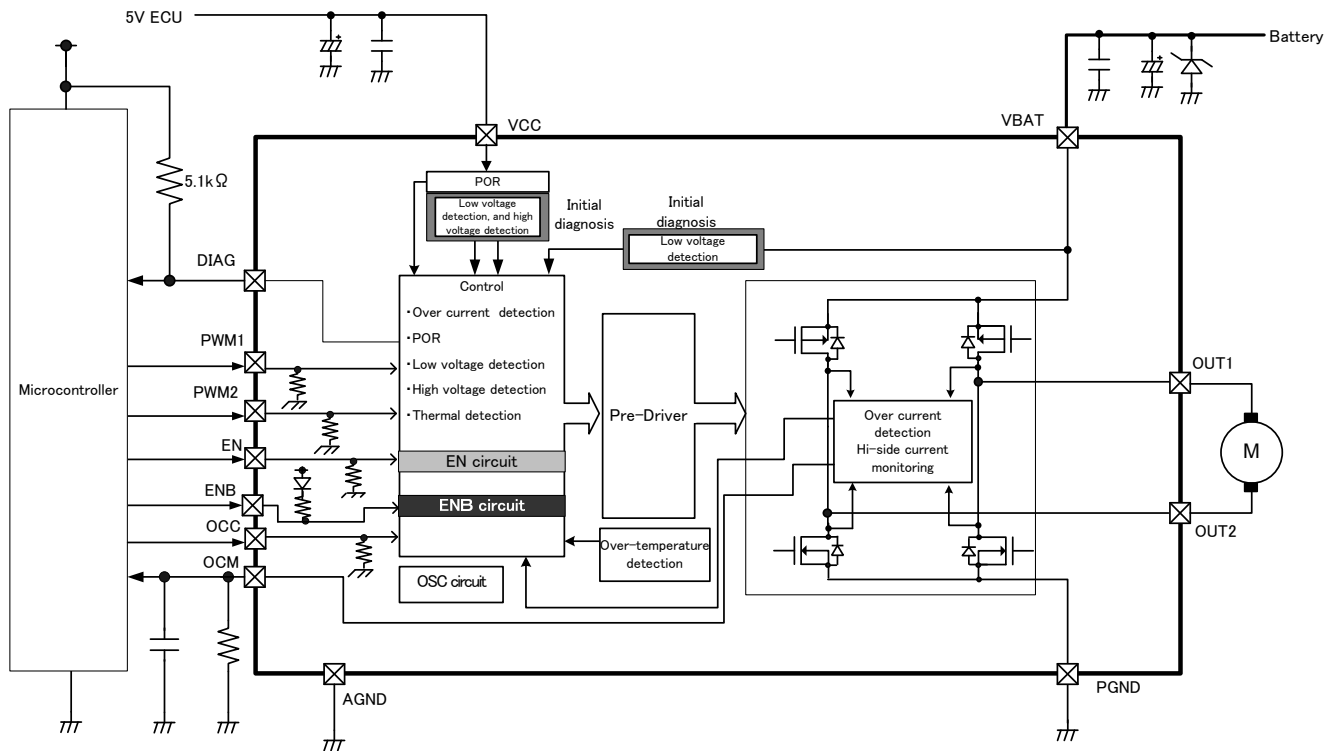 5V ECU
Battery
VCC
VBAT
POR
5.1kΩ
Low voltage
detection, and high
voltage detection
Initial
diagnosis
Initial
diagnosis
Low voltage
detection
DIAG
Control
・Over current detection
・POR
・Low voltage detection
・High voltage detection
・Thermal detection
PWM1
Microcontroller
PWM2
Pre-Driver
OUT1
Over current
detection
Hi-side current
monitoring
M
EN
EN circuit
ENB
ENB circuit
OCC
OUT2
OCM
Over-temperature
detection
OSC circuit
AGND
PGND